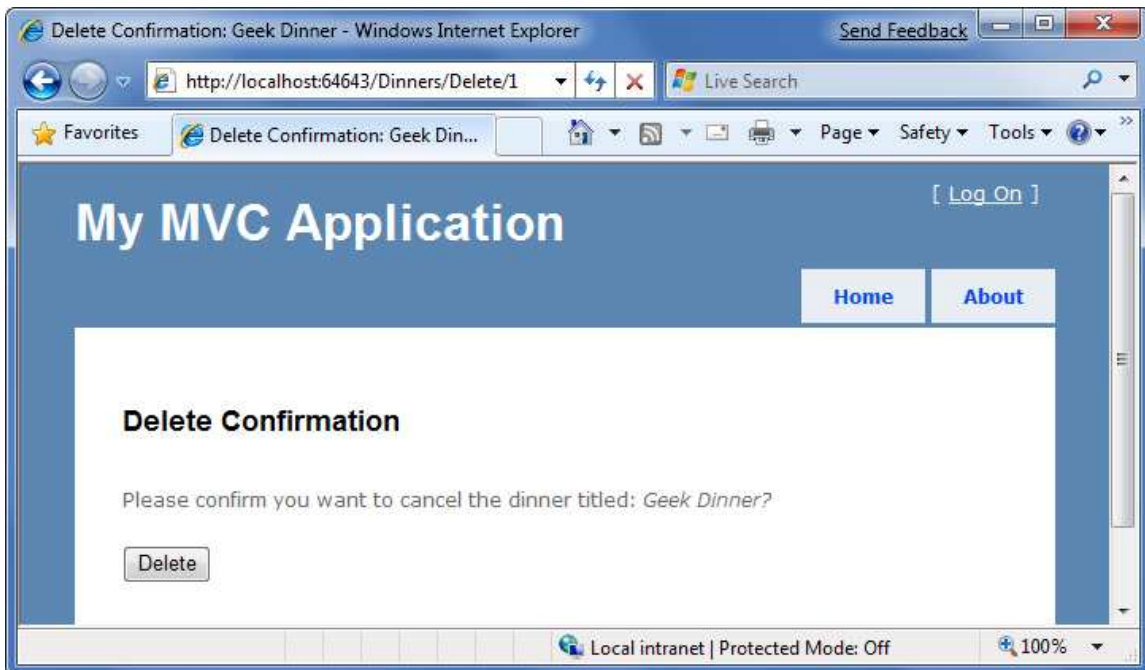 Delete Confirmation: Geek Dinner - Windows Internet Explorer
Send Feedback
http://localhost:64643/Dinners/Delete/1
Live Search
Favorites
Delete Confirmation: Geek Din...
Page
Safety
Tools
My MVC Application
[ Log On ]
Home
About
Delete Confirmation
Please confirm you want to cancel the dinner titled: Geek Dinner?
Delete
Local intranet | Protected Mode: Off
100%